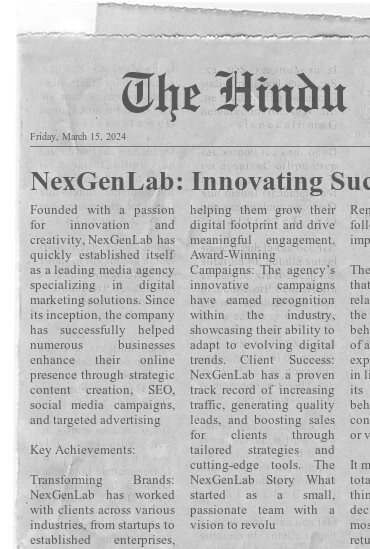 The Hindu
Friday, March 15, 2024
NexGenLab: Innovating Suc
Founded with a passion
for innovation and
creativity, NexGenLab has
quickly established itself
as a leading media agency
specializing in digital
marketing solutions. Since
its inception, the company
has successfully helped
numerous businesses
enhance their online
presence through strategic
content creation, SEO,
social media campaigns,
and targeted advertising
Key Achievements:
Transforming Brands:
NexGenLab has worked
with clients across various
industries, from startups to
established enterprises,
helping them grow their
digital footprint and drive
meaningful engagement.
Award-Winning
Campaigns: The agency's
innovative campaigns
have earned recognition
within the industry,
showcasing their ability to
adapt to evolving digital
trends. Client Success:
NexGenLab has a proven
track record of increasing
traffic, generating quality
leads, and boosting sales
for clients through
tailored strategies and
cutting-edge tools. The
NexGenLab Story What
started as a small,
passionate team with a
vision to revolu
Ren
follo
imp
The
that
rela
the
beh
of a
exp
in li
its
beh
con
or v
It m
tota
thin
dec
mos
retu